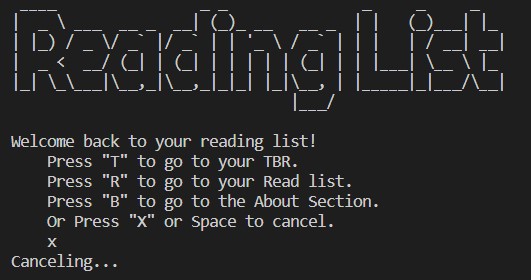 Reading List
Welcome back to your reading list!
Press "T" to go to your TBR.
Press "R" to go to your Read list.
Press "B" to go to the About Section.
Or Press "X" or Space to cancel.
x
Canceling...